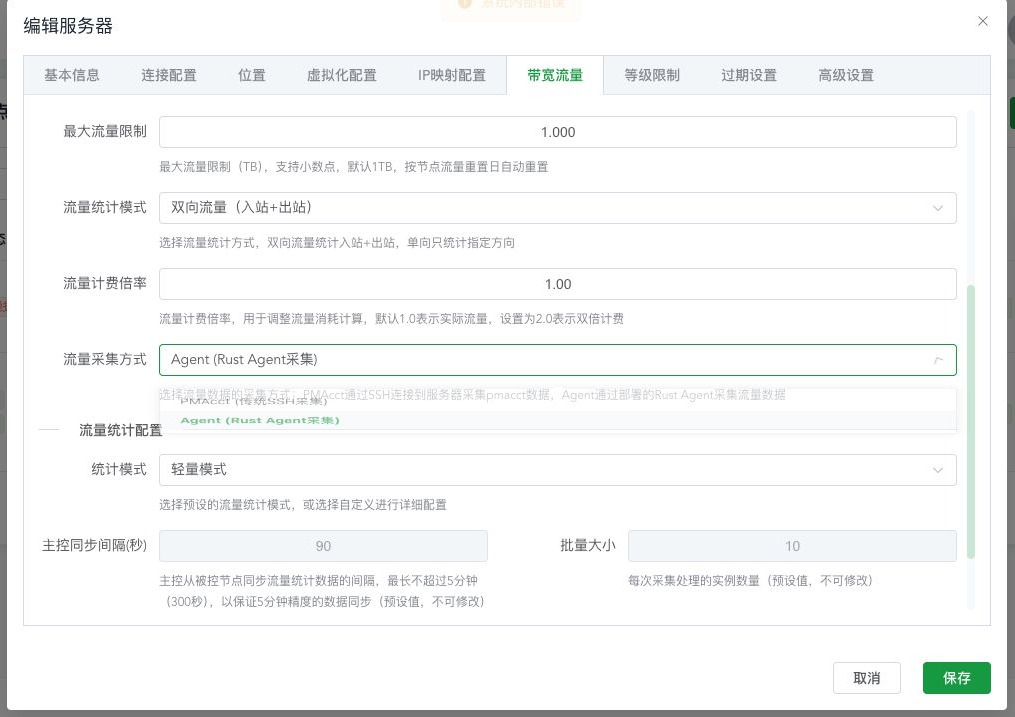 系统内部错误
编辑服务器
基本信息 连接配置 位置 虚拟化配置 IP映射配置 带宽流量 等级限制 过期设置 高级设置
最大流量限制 1.000
最大流量限制（TB），支持小数点，默认1TB，按节点流量重置日自动重置
流量统计模式 双向流量（入站+出站）
选择流量统计方式，双向流量统计入站+出站，单向只统计指定方向
流量计费倍率 1.00
流量计费倍率，用于调整流量消耗计算，默认1.0表示实际流量，设置为2.0表示双倍计费
流量采集方式 Agent (Rust Agent采集)
选择流量数据的采集方式：PMAcct通过SSH连接到服务器采集pmacct数据，Agent通过部署的Rust Agent采集流量数据
PMAcct (传统SSH采集)
Agent (Rust Agent采集)
流量统计配置
统计模式 轻量模式
选择预设的流量统计模式，或选择自定义进行详细配置
主控同步间隔(秒) 90 批量大小 10
主控从被控节点同步流量统计数据的间隔，最长不超过5分钟 每次采集处理的实例数量（预设值，不可修改）
（300秒），以保证5分钟精度的数据同步（预设值，不可修改）
取消 保存